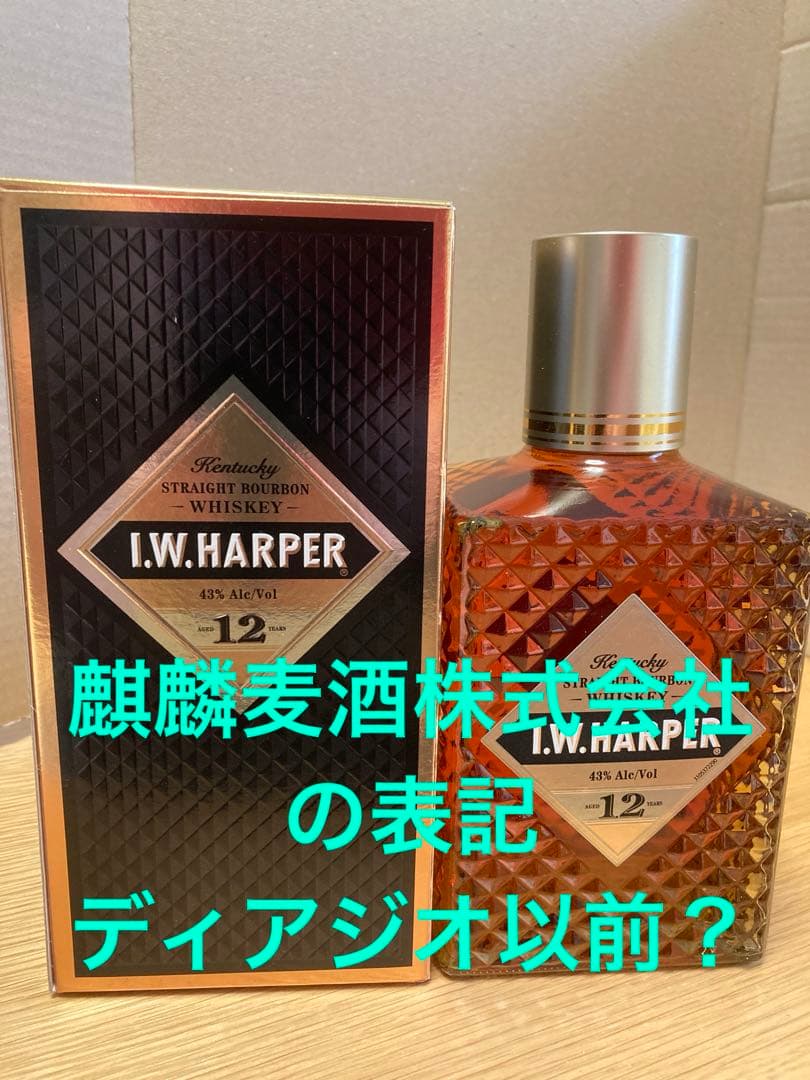 Kentucky
STRAIGHT BOURBON
WHISKEY
I.W.HARPER®
43% Alc/Vol
AGED 12 YEARS
Kentucky
STRAIGHT BOURBON
WHISKEY
I.W.HARPER
43% Alc/Vol
AGED 12 YEARS
麒麟麦酒株式会社
の表記
ディアジオ以前?